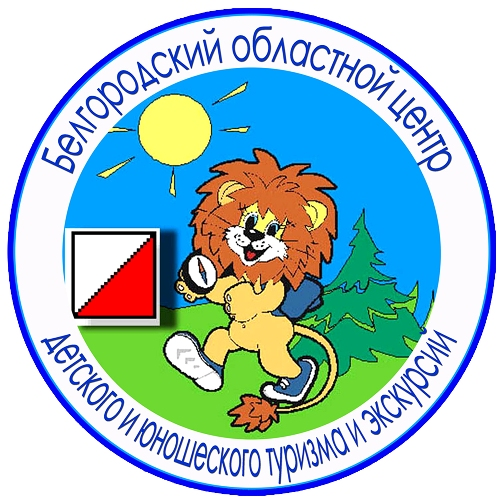 Белгородский областной центр
детского и юношеского туризма и экскурсий